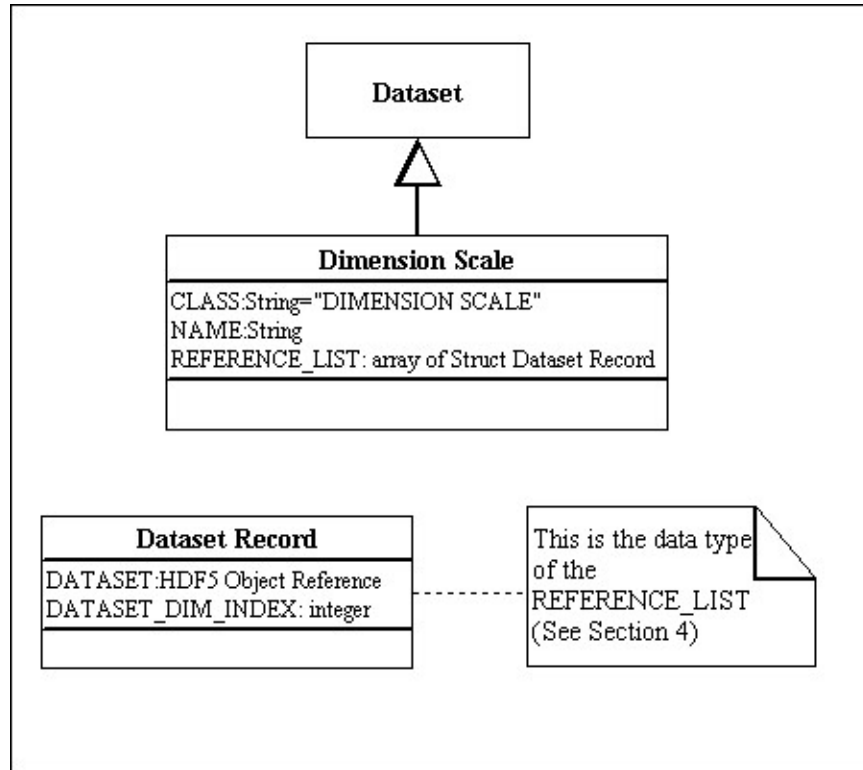 Dataset
Dimension Scale
CLASS:String="DIMENSION SCALE"
NAME:String
REFERENCE_LIST: array of Struct Dataset Record
Dataset Record
DATASET:HDF5 Object Reference
DATASET_DIM_INDEX: integer
This is the data type
of the
REFERENCE_LIST
(See Section 4)